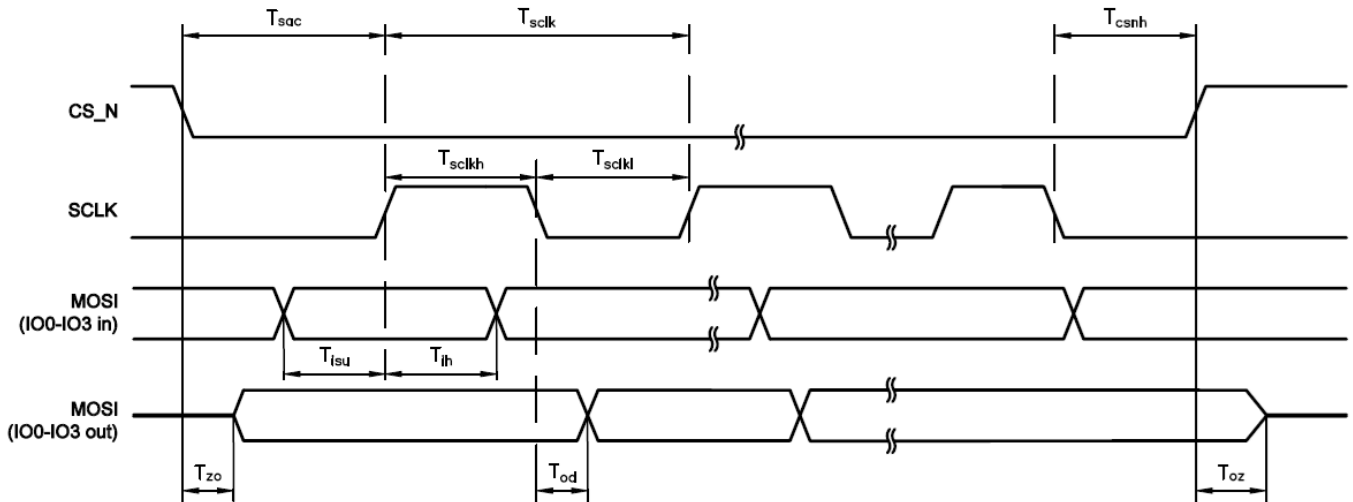 Tsac
Tsclk
Tcsnh
CS_N
Tsclkh
Tsclkl
SCLK
MOSI
(IO0-IO3 in)
Tisu
Tih
MOSI
(IO0-IO3 out)
Tzo
Tod
Toz